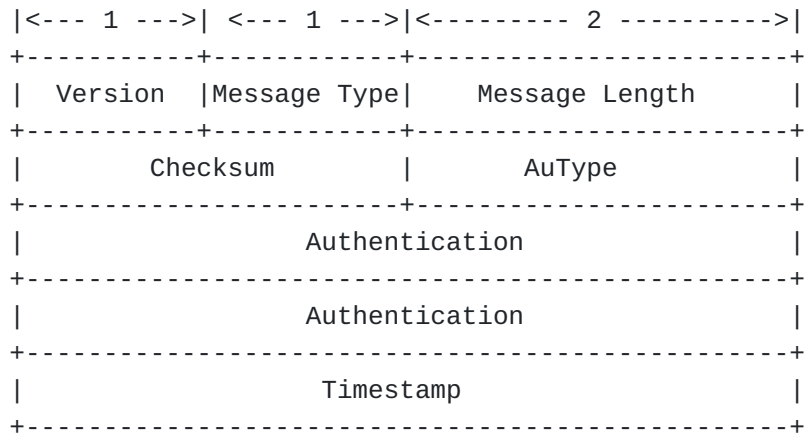 |<--- 1 --->| <--- 1 --->|<--------- 2 ---------->|
+-----------+------------+------------------------+
|  Version  |Message Type|    Message Length      |
+-----------+------------+------------------------+
|        Checksum        |       AuType           |
+------------------------+------------------------+
|                  Authentication                 |
+-------------------------------------------------+
|                  Authentication                 |
+-------------------------------------------------+
|                   Timestamp                     |
+-------------------------------------------------+